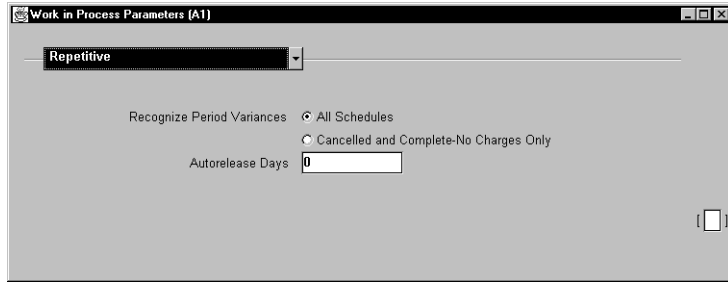 Work in Process Parameters (A1)
Repetitive
Recognize Period Variances All Schedules
Cancelled and Complete-No Charges Only
Autorelease Days 0
[ ]